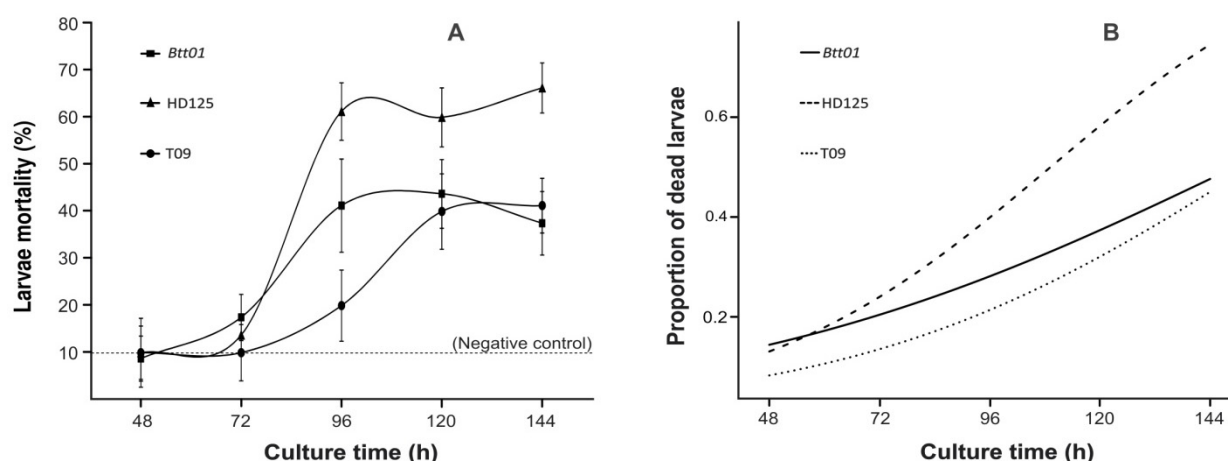 A
Larvae mortality (%)
80
70
60
50
40
30
20
10
Btt01
HD125
T09
(Negative control)
48 72 96 120 144
Culture time (h)
B
Proportion of dead larvae
0.6
0.4
0.2
Btt01
HD125
T09
48 72 96 120 144
Culture time (h)